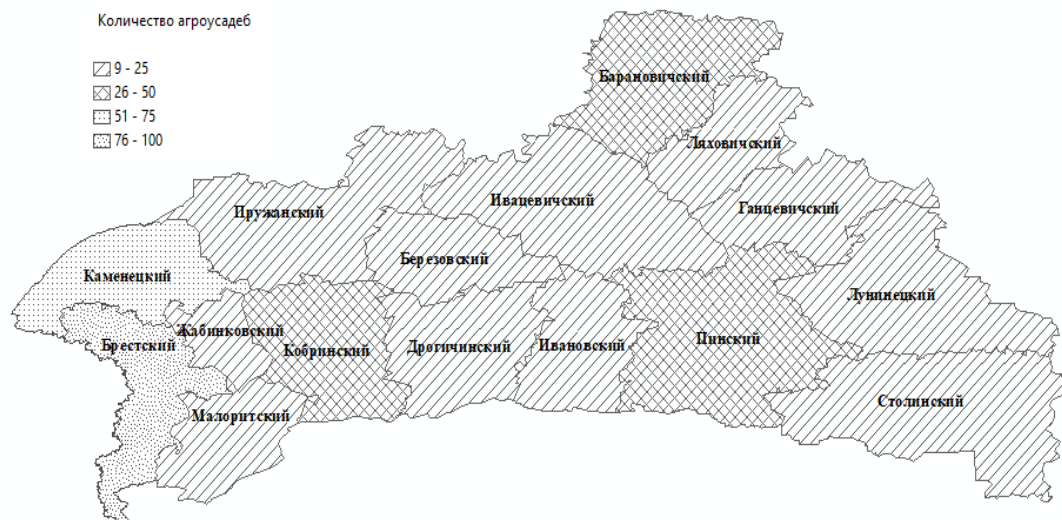 Количество агроусадеб
9 - 25
26 - 50
51 - 75
76 - 100
Барановичский
Ляховичский
Ивацевичский
Ганцевичский
Пружанский
Березовский
Каменецкий
Лунинецкий
Жабинковский
Брестский
Кобринский
Дрогичинский
Ивановский
Пинский
Столинский
Малоритский